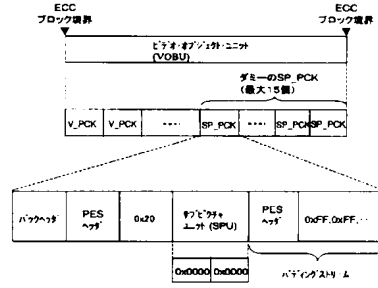 ECC
ブロック境界
ECC
ブロック境界
ビデオ・オブジェクト・ユニット
(VOBU)
ダミーのSP_PCK
(最大15個)
V_PCK V_PCK ---- SP_PCK ---- SP_PCK SP_PCK
パックヘッダ PES ヘッダ 0x20 サブピクチャ ユニット (SPU) PES ヘッダ 0xFF,0xFF,‥
0x0000 0x0000
パディングストリーム